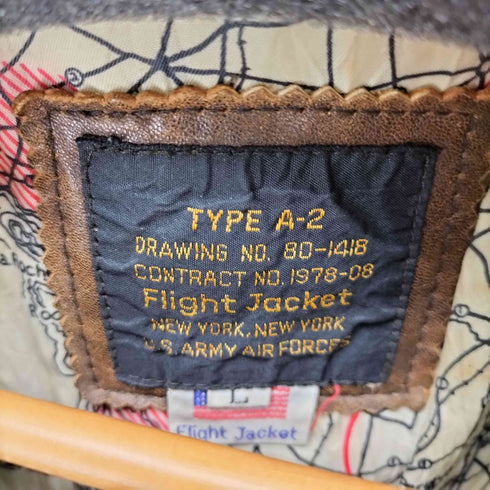 TYPE A-2
DRAWING NO. 80-1418
CONTRACT NO. 1978-08
Flight Jacket
NEW YORK, NEW YORK
U.S. ARMY AIR FORCES
L
Flight Jacket